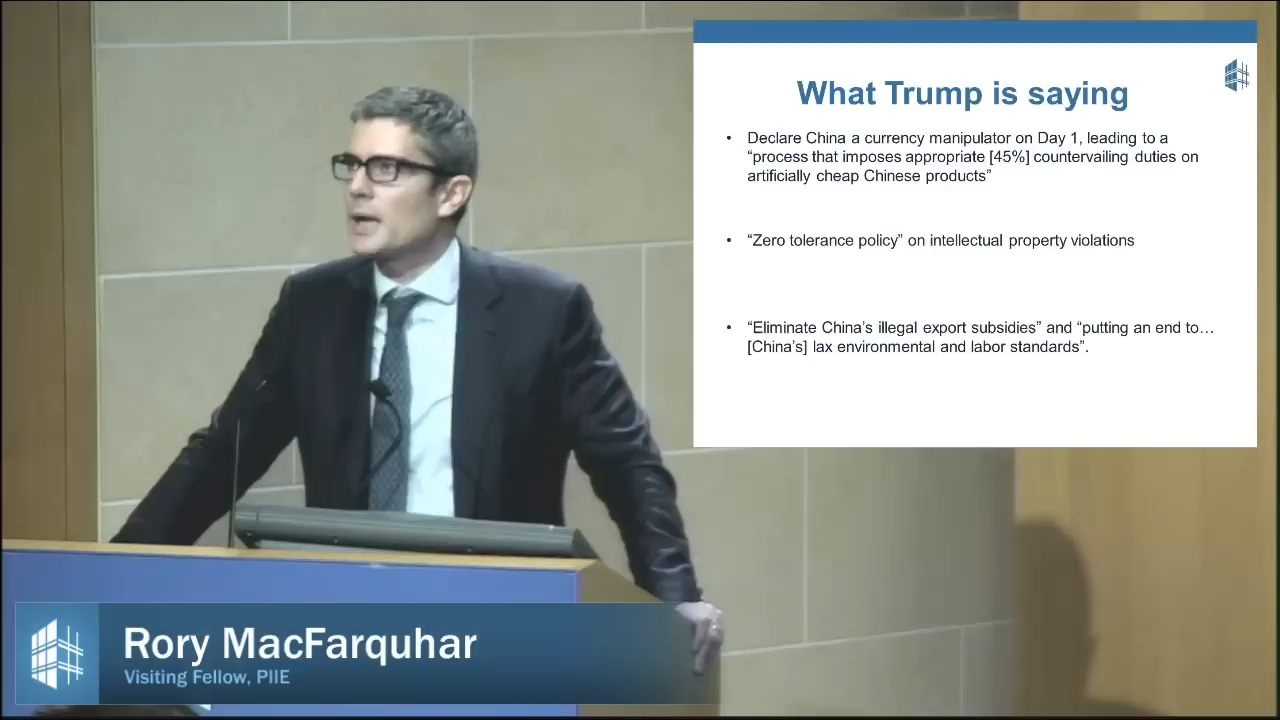 What Trump is saying
• Declare China a currency manipulator on Day 1, leading to a
“process that imposes appropriate [45%] countervailing duties on
artificially cheap Chinese products”
• “Zero tolerance policy” on intellectual property violations
• “Eliminate China’s illegal export subsidies” and “putting an end to…
[China’s] lax environmental and labor standards”.
Rory MacFarquhar
Visiting Fellow, PIIE